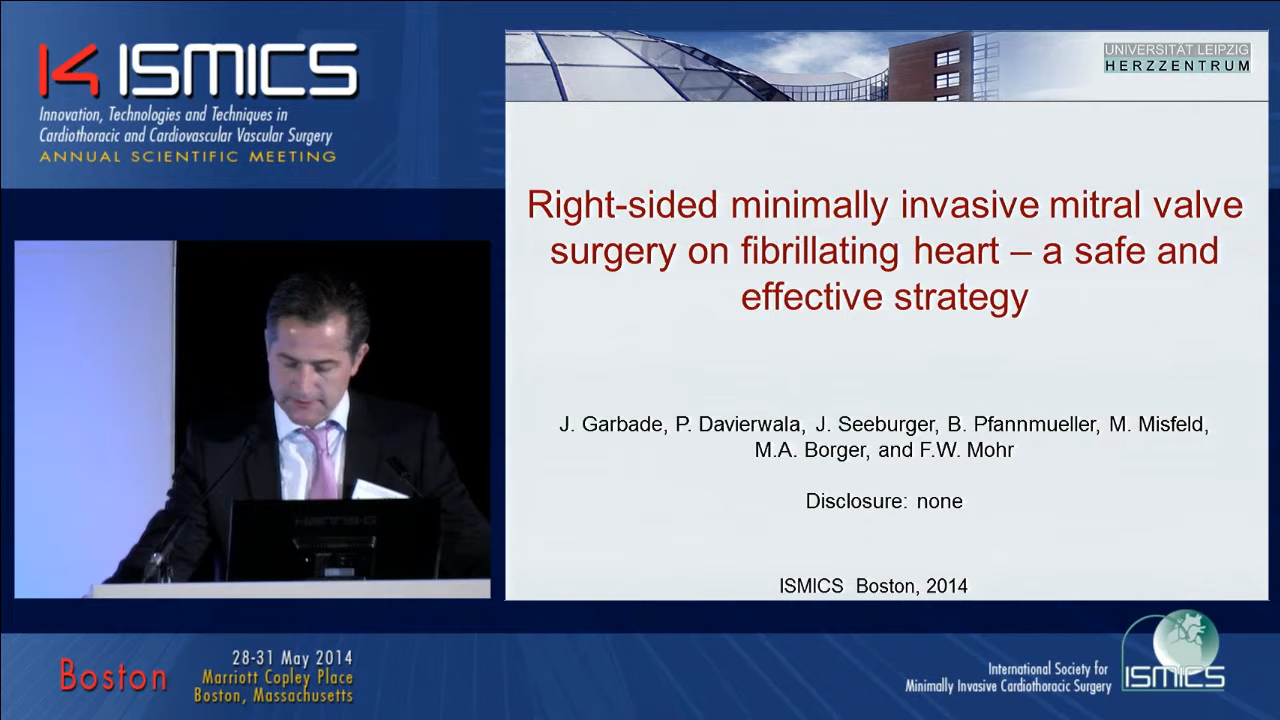 14 ISMICS
Innovation, Technologies and Techniques in
Cardiothoracic and Cardiovascular Vascular Surgery
ANNUAL SCIENTIFIC MEETING
UNIVERSITÄT LEIPZIG
HERZZENTRUM
Right-sided minimally invasive mitral valve
surgery on fibrillating heart – a safe and
effective strategy
J. Garbade, P. Davierwala, J. Seeburger, B. Pfannmueller, M. Misfeld,
M.A. Borger, and F.W. Mohr
Disclosure: none
ISMICS Boston, 2014
Boston
28-31 May 2014
Marriott Copley Place
Boston, Massachusetts
International Society for
Minimally Invasive Cardiothoracic Surgery
ISMICS